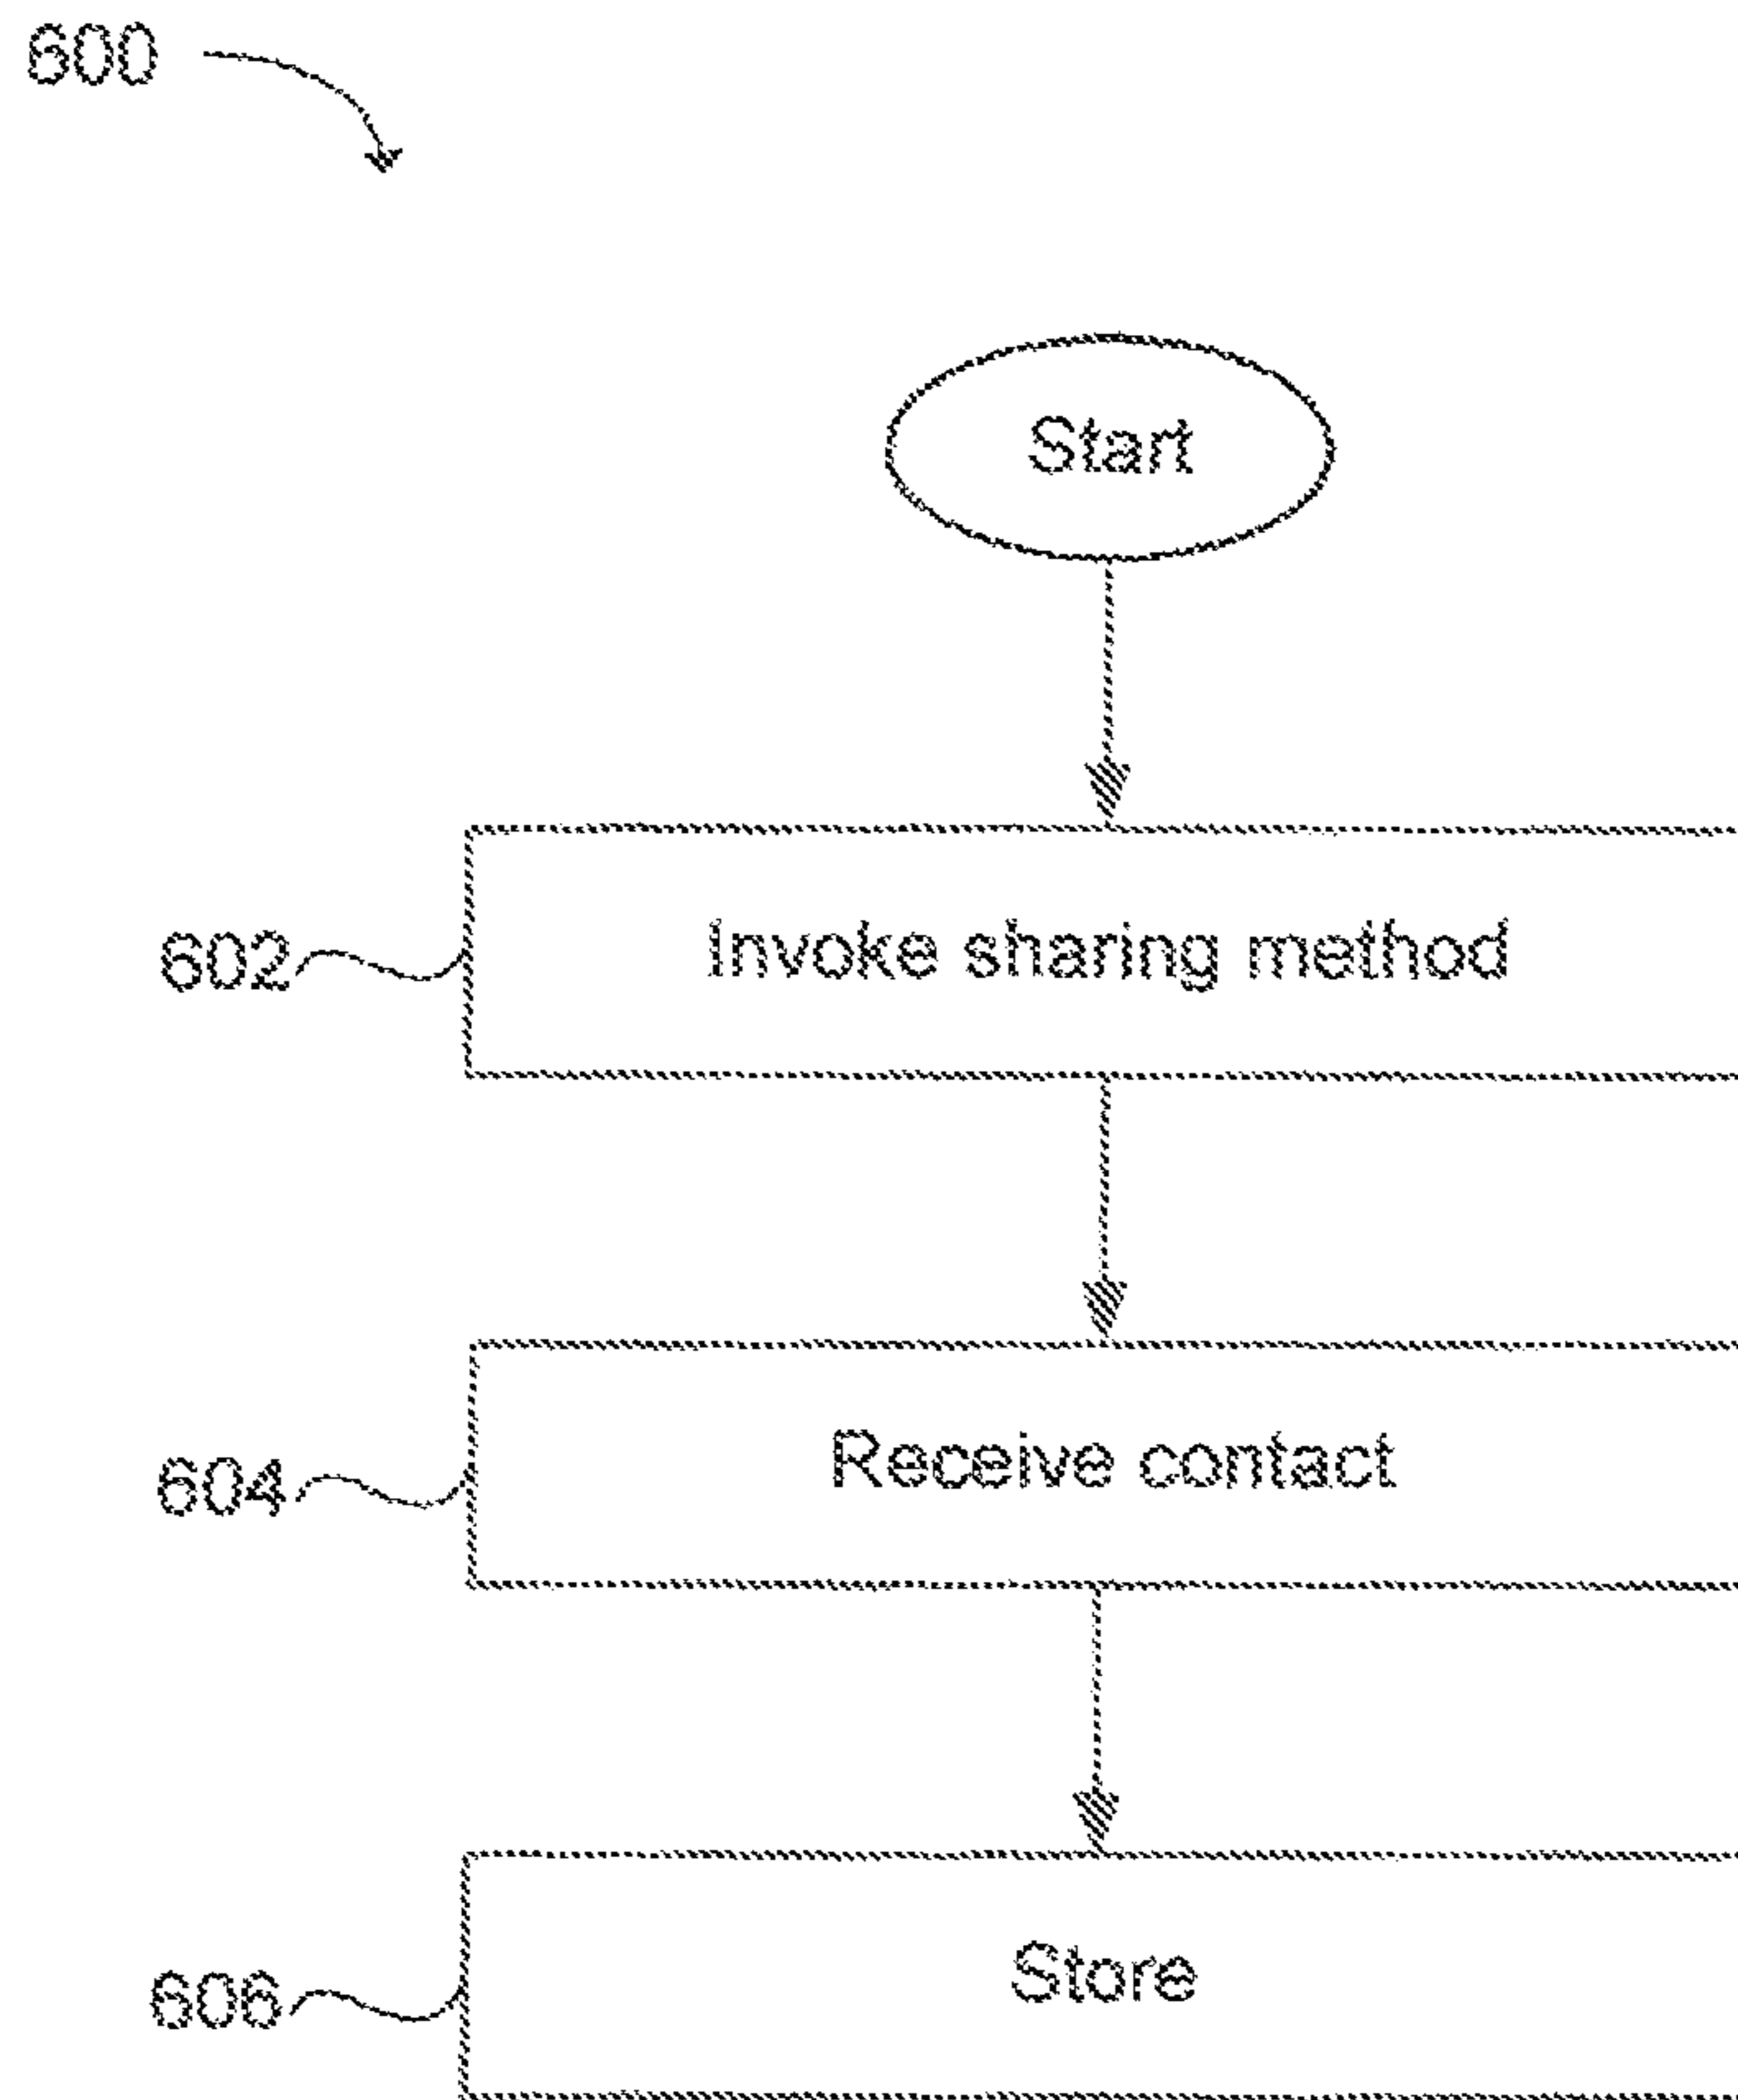 600
Start
602
Invoke sharing method
604
Receive contact
606
Store